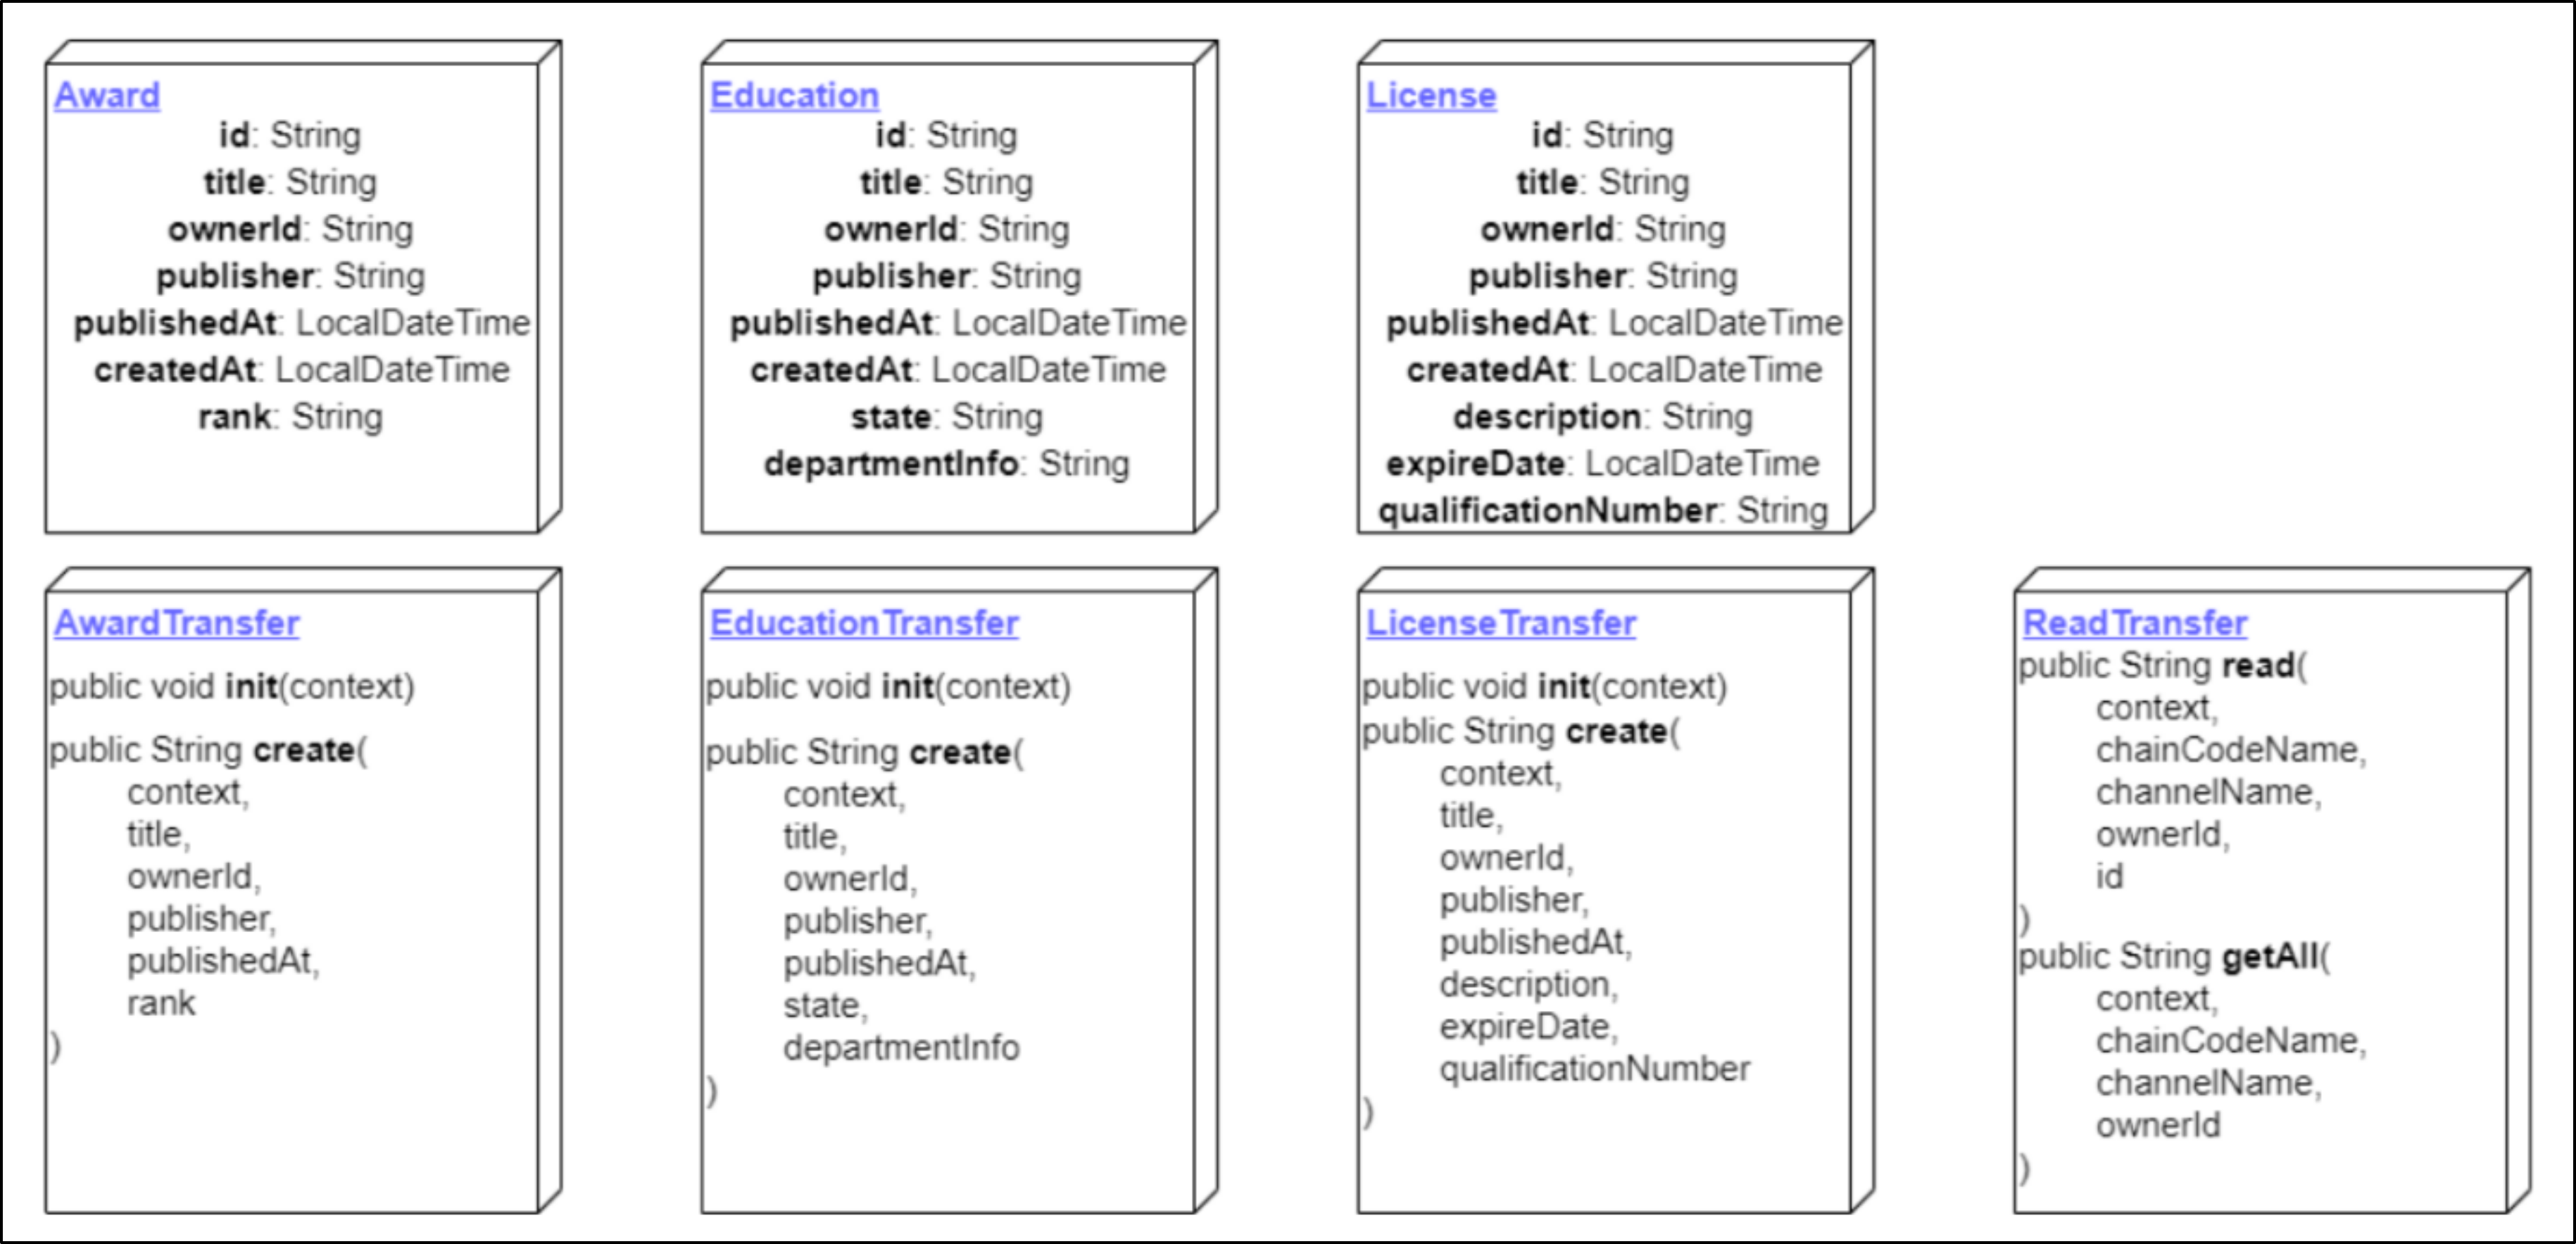 Award
id: String
title: String
ownerId: String
publisher: String
publishedAt: LocalDateTime
createdAt: LocalDateTime
rank: String
Education
id: String
title: String
ownerId: String
publisher: String
publishedAt: LocalDateTime
createdAt: LocalDateTime
state: String
departmentInfo: String
License
id: String
title: String
ownerId: String
publisher: String
publishedAt: LocalDateTime
createdAt: LocalDateTime
description: String
expireDate: LocalDateTime
qualificationNumber: String
AwardTransfer
public void init(context)
public String create(
context,
title,
ownerId,
publisher,
publishedAt,
rank
)
EducationTransfer
public void init(context)
public String create(
context,
title,
ownerId,
publisher,
publishedAt,
state,
departmentInfo
)
LicenseTransfer
public void init(context)
public String create(
context,
title,
ownerId,
publisher,
publishedAt,
description,
expireDate,
qualificationNumber
)
ReadTransfer
public String read(
context,
chainCodeName,
channelName,
ownerId,
id
)
public String getAll(
context,
chainCodeName,
channelName,
ownerId
)